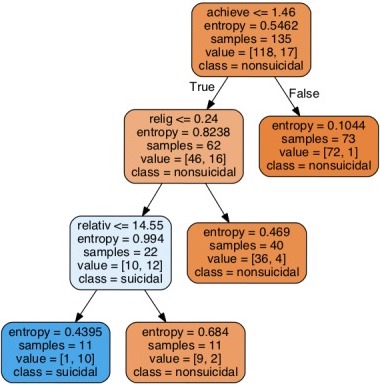 achieve <= 1.46
entropy = 0.5462
samples = 135
value = [118, 17]
class = nonsuicidal
True
False
relig <= 0.24
entropy = 0.8238
samples = 62
value = [46, 16]
class = nonsuicidal
entropy = 0.1044
samples = 73
value = [72, 1]
class = nonsuicidal
relativ <= 14.55
entropy = 0.994
samples = 22
value = [10, 12]
class = suicidal
entropy = 0.469
samples = 40
value = [36, 4]
class = nonsuicidal
entropy = 0.4395
samples = 11
value = [1, 10]
class = suicidal
entropy = 0.684
samples = 11
value = [9, 2]
class = nonsuicidal